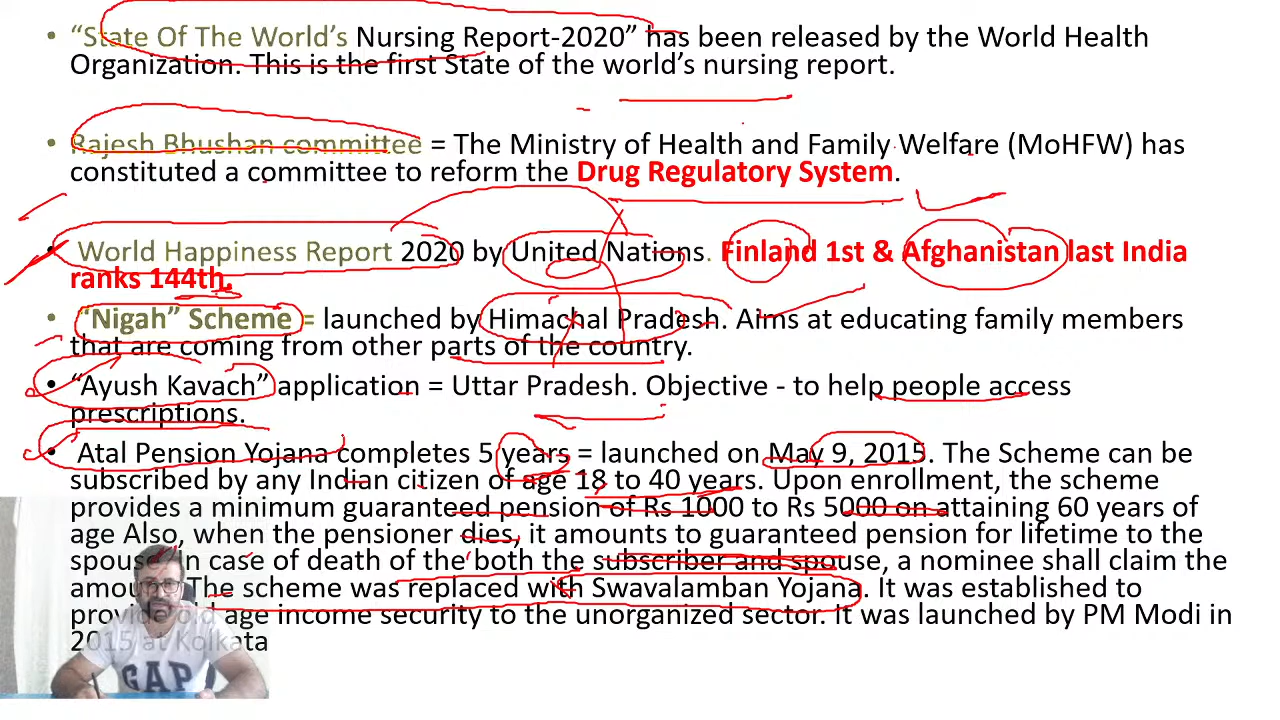 • “State Of The World’s Nursing Report-2020” has been released by the World Health
Organization. This is the first State of the world’s nursing report.
• Rajesh Bhushan committee = The Ministry of Health and Family Welfare (MoHFW) has
constituted a committee to reform the Drug Regulatory System.
• World Happiness Report 2020 by United Nations. Finland 1st & Afghanistan last India
ranks 144th.
• “Nigah” Scheme = launched by Himachal Pradesh. Aims at educating family members
that are coming from other parts of the country.
• “Ayush Kavach” application = Uttar Pradesh. Objective - to help people access
prescriptions.
• Atal Pension Yojana completes 5 years = launched on May 9, 2015. The Scheme can be
subscribed by any Indian citizen of age 18 to 40 years. Upon enrollment, the scheme
provides a minimum guaranteed pension of Rs 1000 to Rs 5000 on attaining 60 years of
age Also, when the pensioner dies, it amounts to guaranteed pension for lifetime to the
spouse. In case of death of the both the subscriber and spouse, a nominee shall claim the
amount. The scheme was replaced with Swavalamban Yojana. It was established to
provide old age income security to the unorganized sector. It was launched by PM Modi in
2015 at Kolkata
GAP